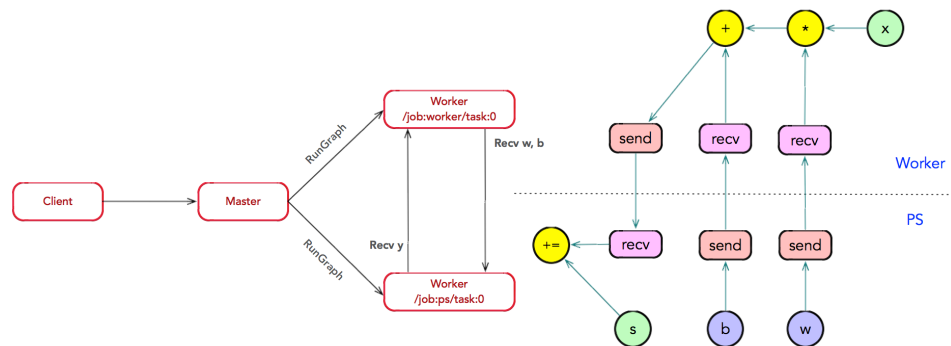 Client
Master
RunGraph
RunGraph
Worker
/job:worker/task:0
Recv w, b
Recv y
Worker
/job:ps/task:0
+
*
x
send
recv
recv
Worker
PS
+=
recv
send
send
s
b
w